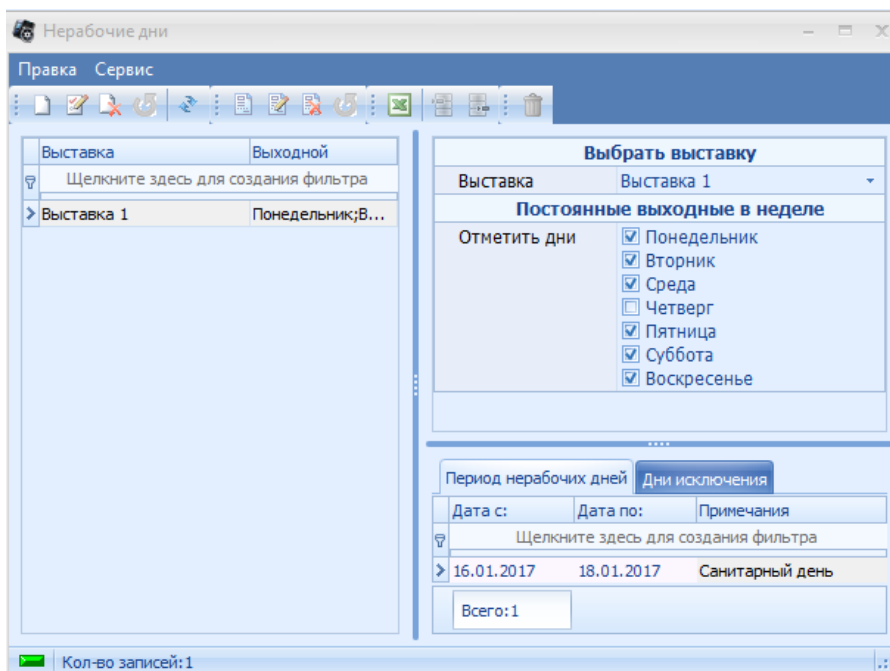 Нерабочие дни
Правка Сервис
Выставка Выходной
Щелкните здесь для создания фильтра
Выставка 1 Понедельник;В...
Выбрать выставку
Выставка Выставка 1
Постоянные выходные в неделе
Отметить дни Понедельник
Вторник
Среда
Четверг
Пятница
Суббота
Воскресенье
Период нерабочих дней Дни исключения
Дата с: Дата по: Примечания
Щелкните здесь для создания фильтра
16.01.2017 18.01.2017 Санитарный день
Всего:1
Кол-во записей:1